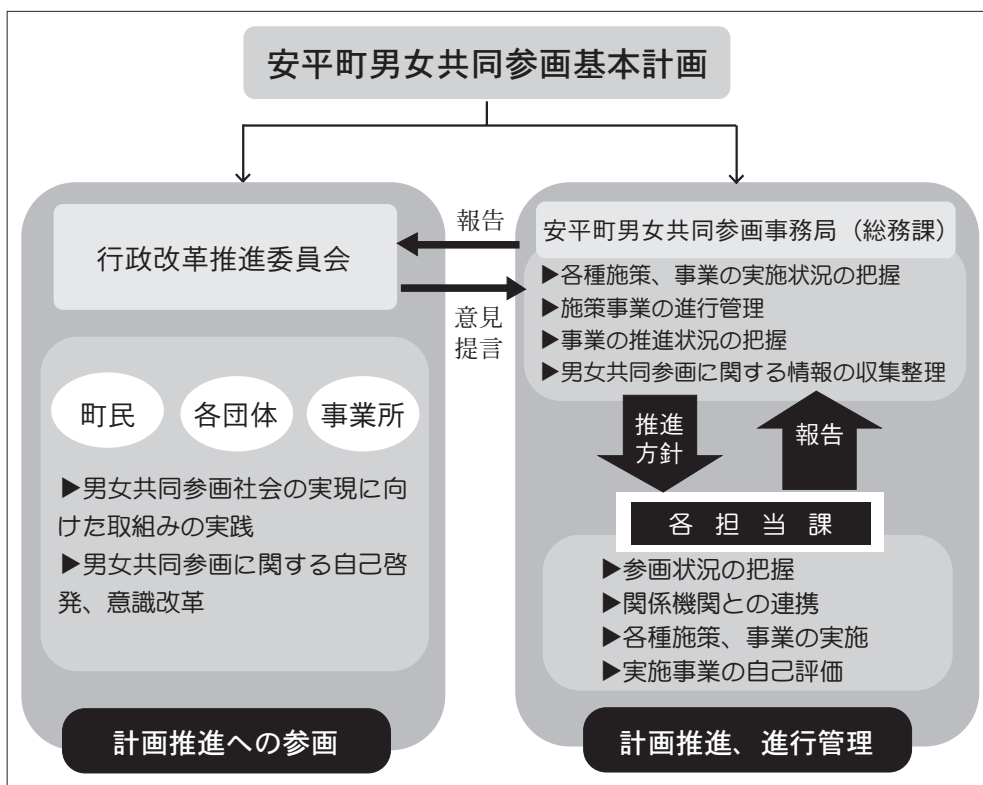 安平町男女共同参画基本計画
行政改革推進委員会
報告
意見
提言
安平町男女共同参画事務局(総務課)
▶各種施策、事業の実施状況の把握
▶施策事業の進行管理
▶事業の推進状況の把握
▶男女共同参画に関する情報の収集整理
町民
各団体
事業所
▶男女共同参画社会の実現に向
けた取組みの実践
▶男女共同参画に関する自己啓
発、意識改革
推進
方針
報告
各担当課
▶参画状況の把握
▶関係機関との連携
▶各種施策、事業の実施
▶実施事業の自己評価
計画推進への参画
計画推進、進行管理